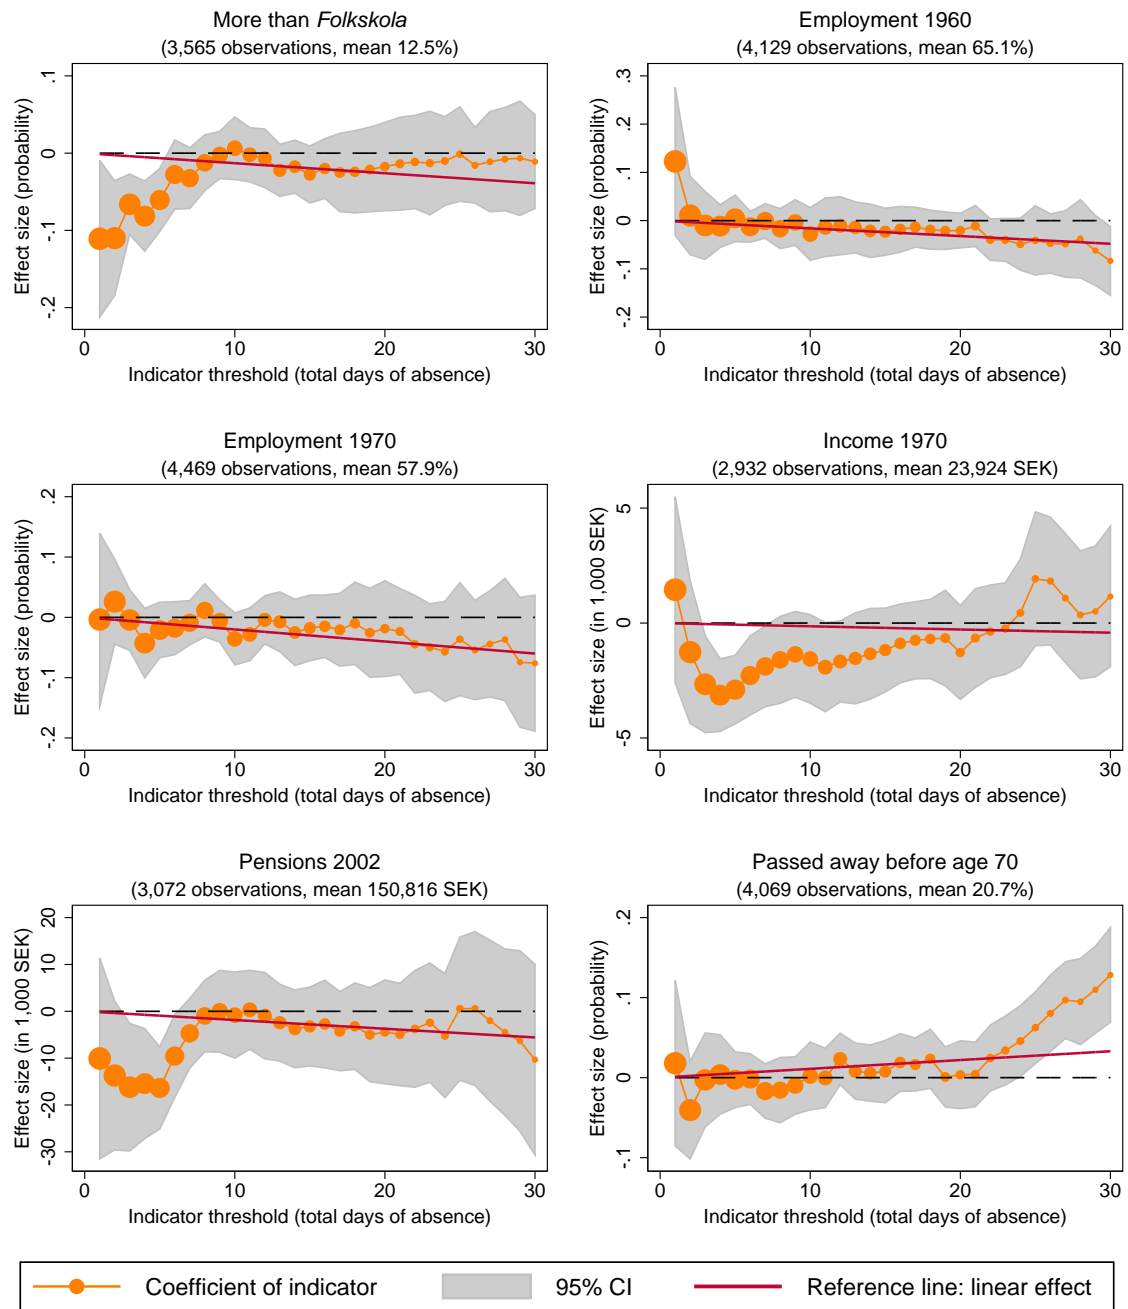 More than Folkskola
(3,565 observations, mean 12.5%)
Effect size (probability)
.1
0
-.1
-.2
0
10
20
30
Indicator threshold (total days of absence)
Employment 1960
(4,129 observations, mean 65.1%)
Effect size (probability)
.3
.2
.1
0
-.1
-.2
0
10
20
30
Indicator threshold (total days of absence)
Employment 1970
(4,469 observations, mean 57.9%)
Effect size (probability)
.2
.1
0
-.1
-.2
0
10
20
30
Indicator threshold (total days of absence)
Income 1970
(2,932 observations, mean 23,924 SEK)
Effect size (in 1,000 SEK)
5
0
-5
0
10
20
30
Indicator threshold (total days of absence)
Pensions 2002
(3,072 observations, mean 150,816 SEK)
Effect size (in 1,000 SEK)
20
10
0
-10
-20
-30
0
10
20
30
Indicator threshold (total days of absence)
Passed away before age 70
(4,069 observations, mean 20.7%)
Effect size (probability)
.2
.1
0
-.1
0
10
20
30
Indicator threshold (total days of absence)
Coefficient of indicator
95% CI
Reference line: linear effect